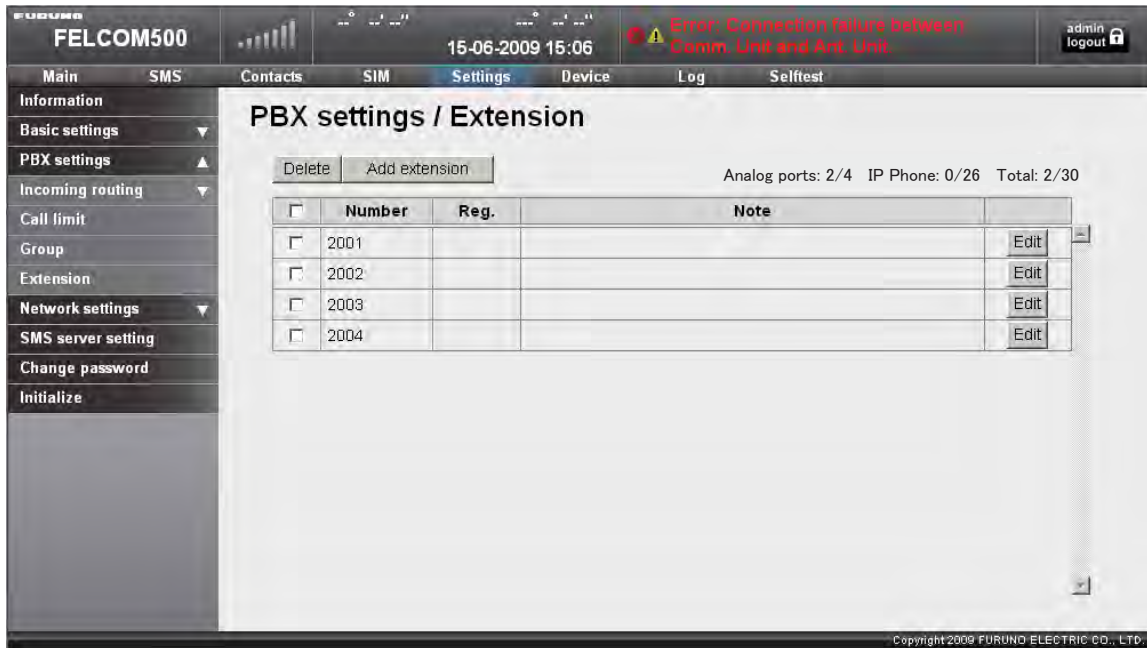 FURUNO
FELCOM500
--° --' --" ---° --' --"
15-06-2009 15:06
Error: Connection failure between
Comm. Unit and Ant. Unit.
admin
logout
Main SMS Contacts SIM Settings Device Log Selftest
Information
Basic settings ▼
PBX settings ▲
Incoming routing ▼
Call limit
Group
Extension
Network settings ▼
SMS server setting
Change password
Initialize
PBX settings / Extension
Delete Add extension
Analog ports: 2/4 IP Phone: 0/26 Total: 2/30
Number Reg. Note
2001 Edit
2002 Edit
2003 Edit
2004 Edit
Copyright 2009 FURUNO ELECTRIC CO., LTD.